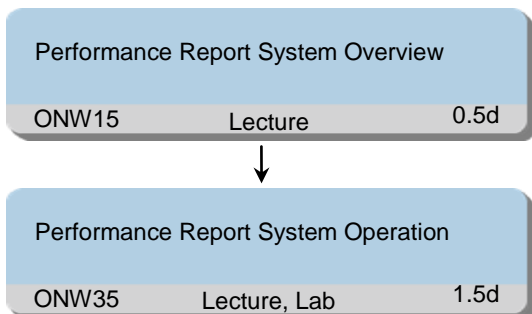 Performance Report System Overview
ONW15 Lecture 0.5d
Performance Report System Operation
ONW35 Lecture, Lab 1.5d